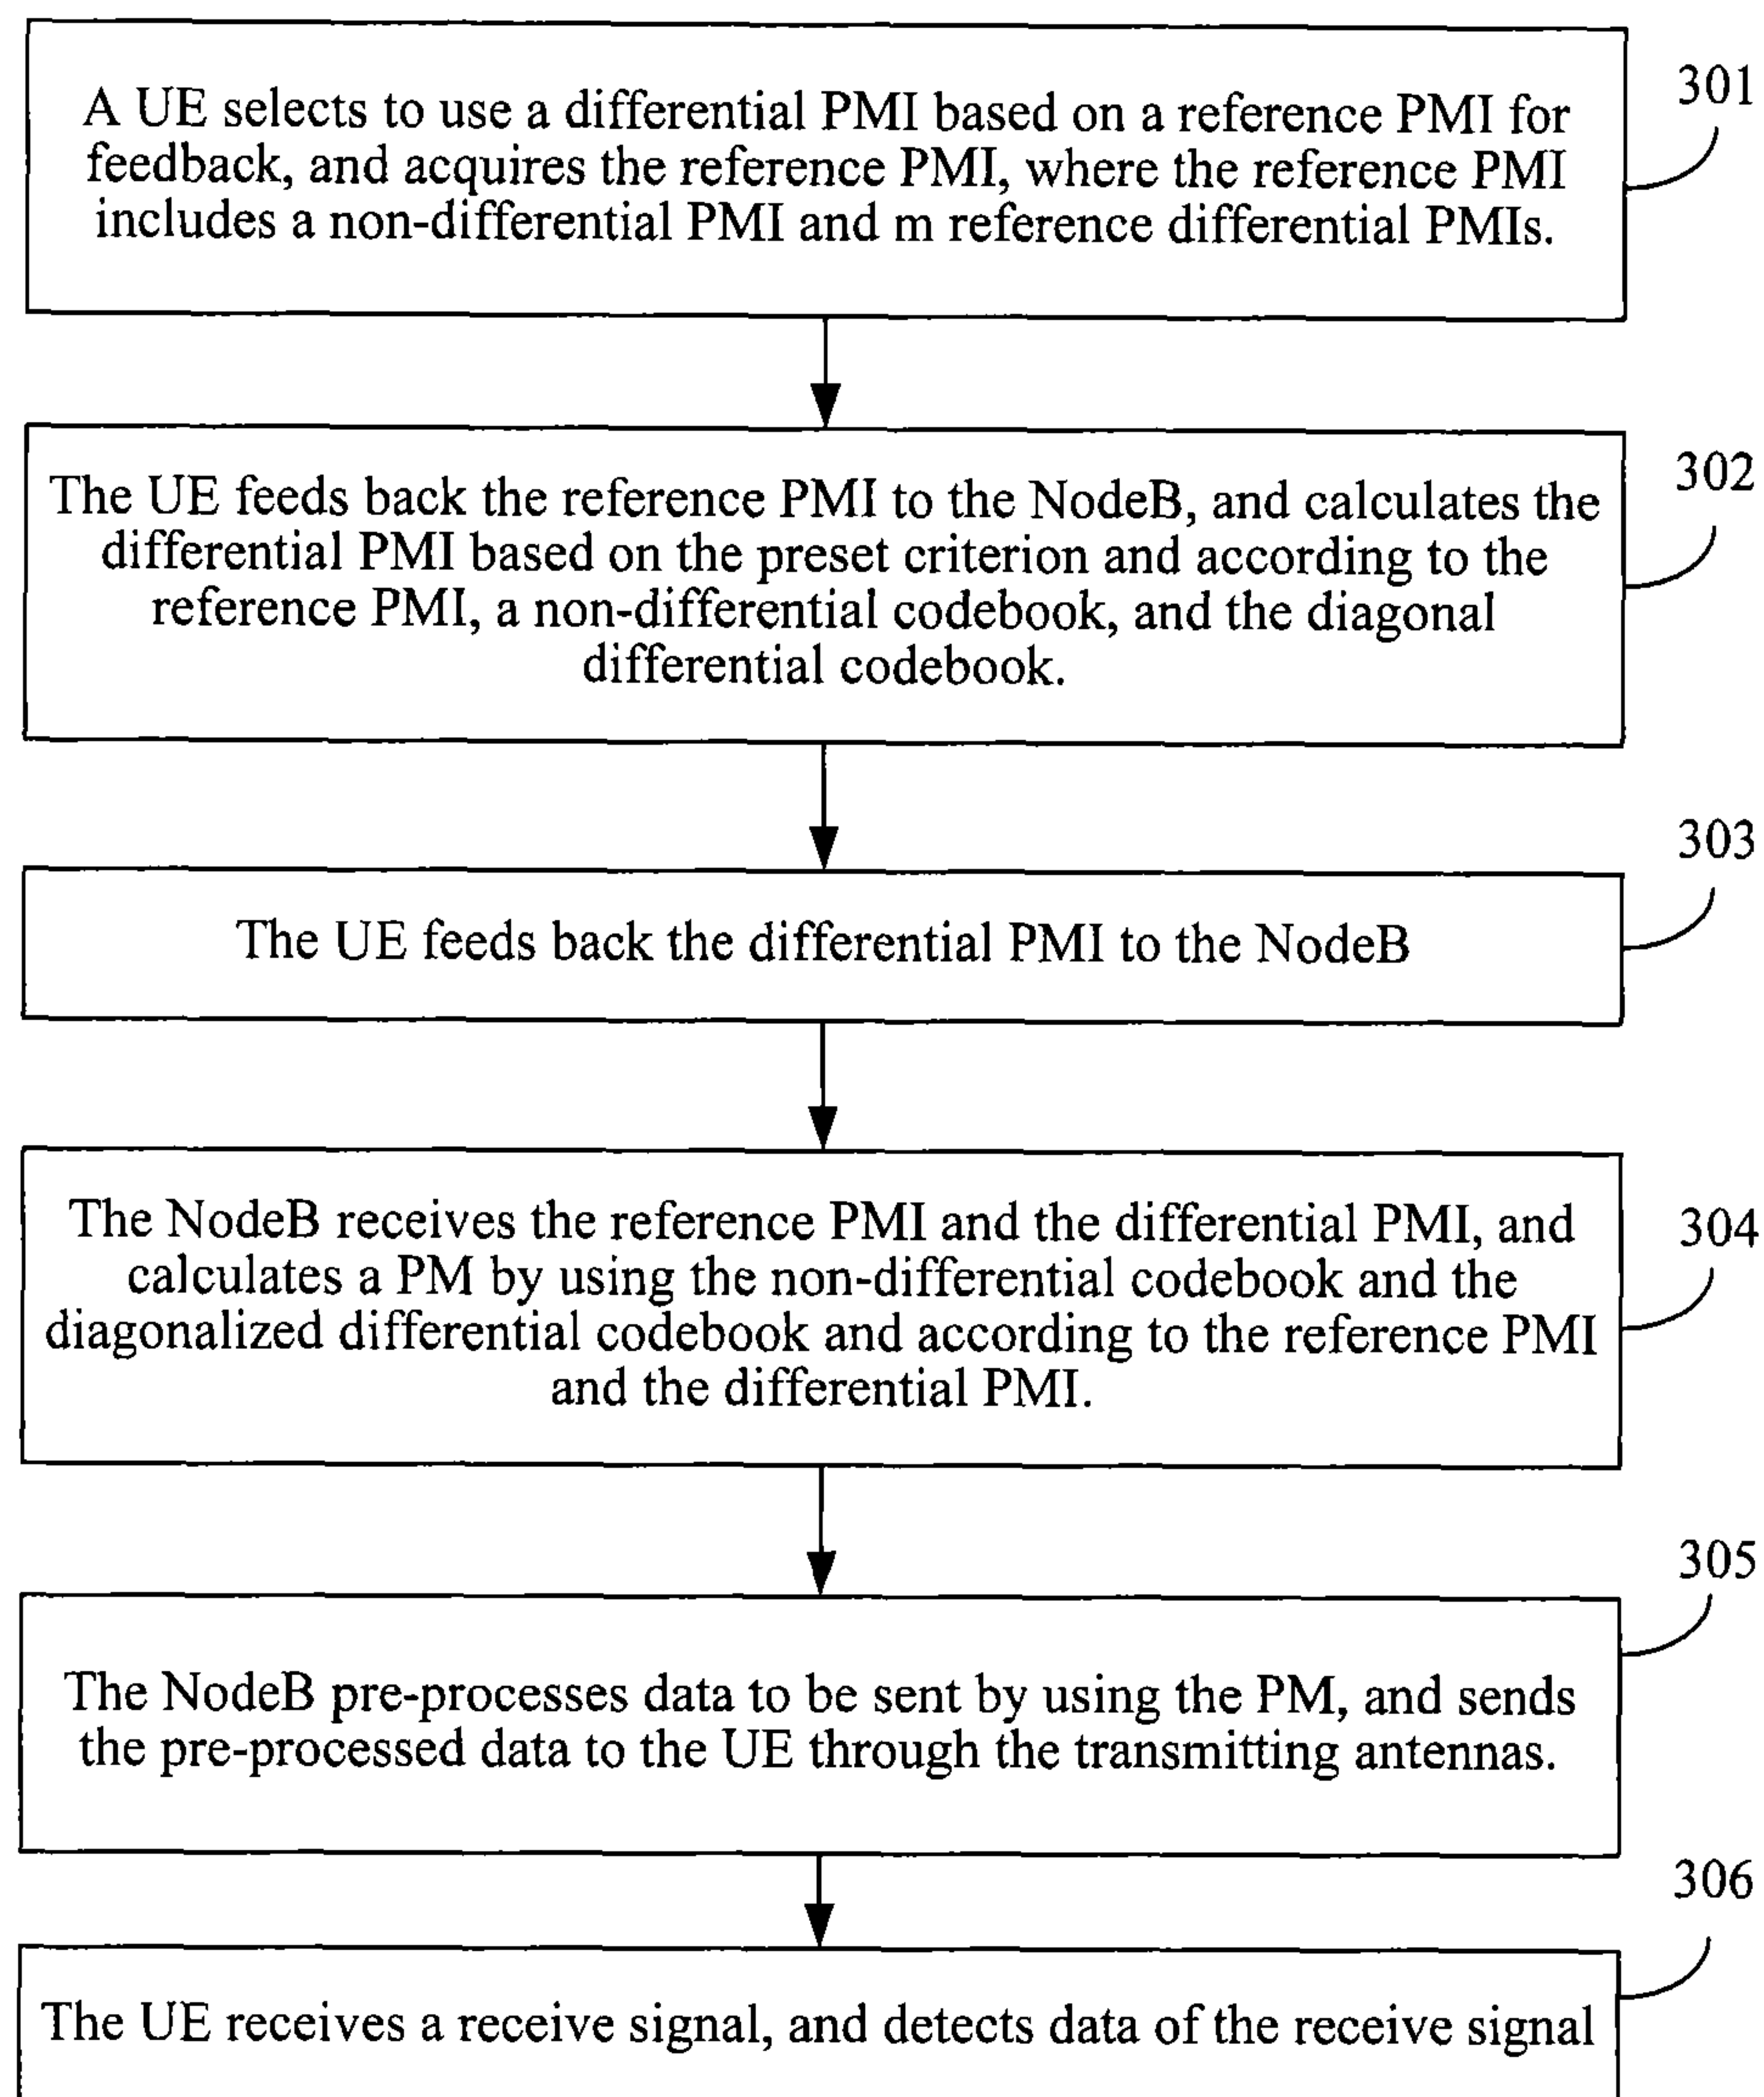 301
A UE selects to use a differential PMI based on a reference PMI for
feedback, and acquires the reference PMI, where the reference PMI
includes a non-differential PMI and m reference differential PMIs.
302
The UE feeds back the reference PMI to the NodeB, and calculates the
differential PMI based on the preset criterion and according to the
reference PMI, a non-differential codebook, and the diagonal
differential codebook.
303
The UE feeds back the differential PMI to the NodeB
304
The NodeB receives the reference PMI and the differential PMI, and
calculates a PM by using the non-differential codebook and the
diagonalized differential codebook and according to the reference PMI
and the differential PMI.
305
The NodeB pre-processes data to be sent by using the PM, and sends
the pre-processed data to the UE through the transmitting antennas.
306
The UE receives a receive signal, and detects data of the receive signal